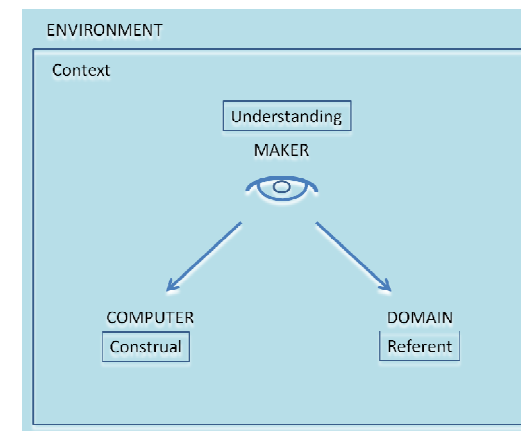 ENVIRONMENT
Context
Understanding
MAKER
COMPUTER
DOMAIN
Construal
Referent